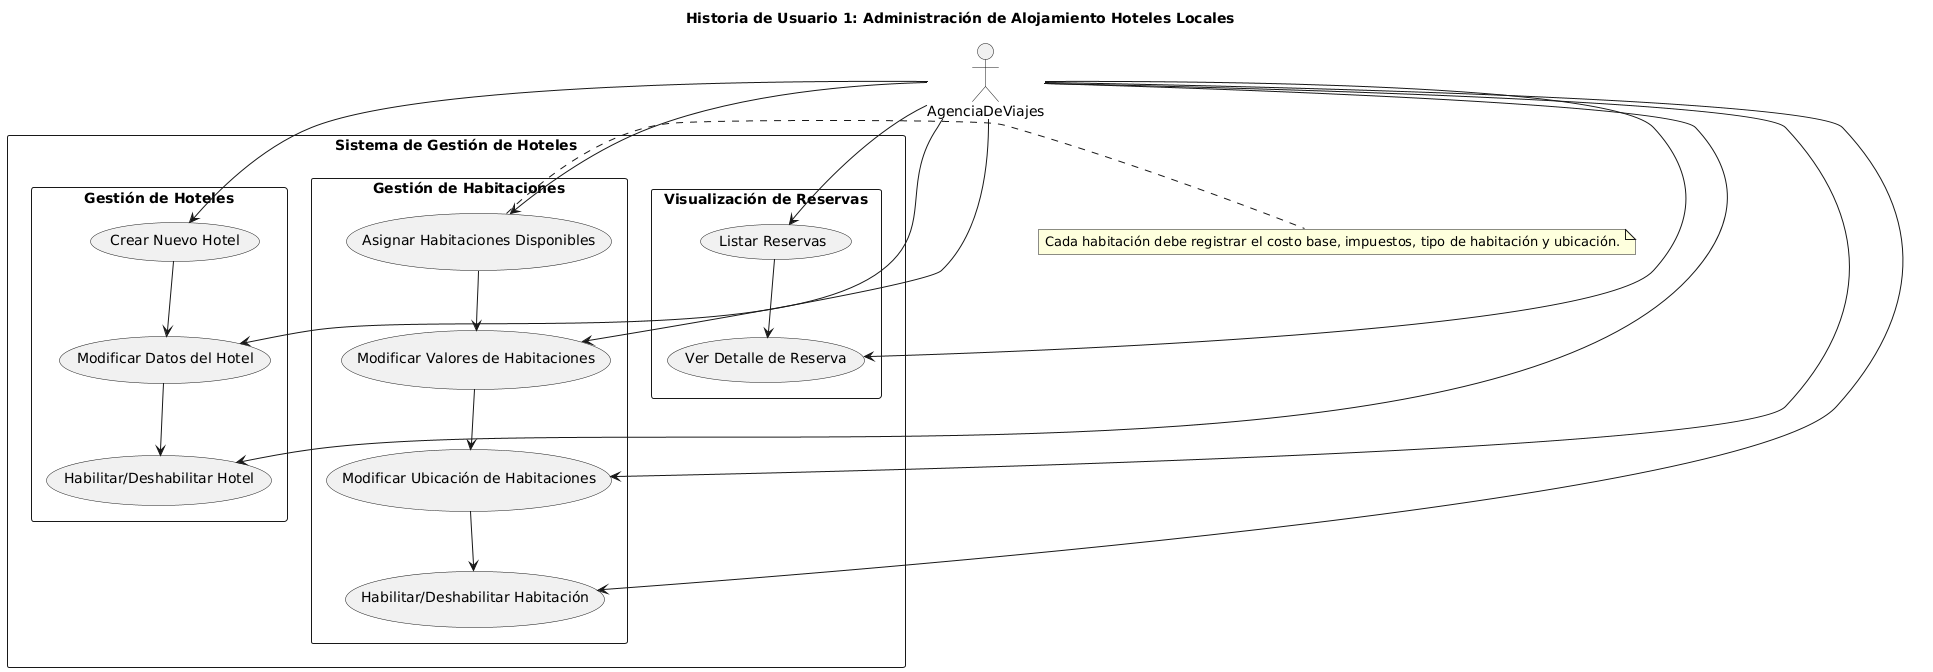 Historia de Usuario 1: Administración de Alojamiento Hoteles Locales
AgenciaDeViajes
Sistema de Gestión de Hoteles
Gestión de Hoteles
Crear Nuevo Hotel
Modificar Datos del Hotel
Habilitar/Deshabilitar Hotel
Gestión de Habitaciones
Asignar Habitaciones Disponibles
Modificar Valores de Habitaciones
Modificar Ubicación de Habitaciones
Habilitar/Deshabilitar Habitación
Visualización de Reservas
Listar Reservas
Ver Detalle de Reserva
Cada habitación debe registrar el costo base, impuestos, tipo de habitación y ubicación.